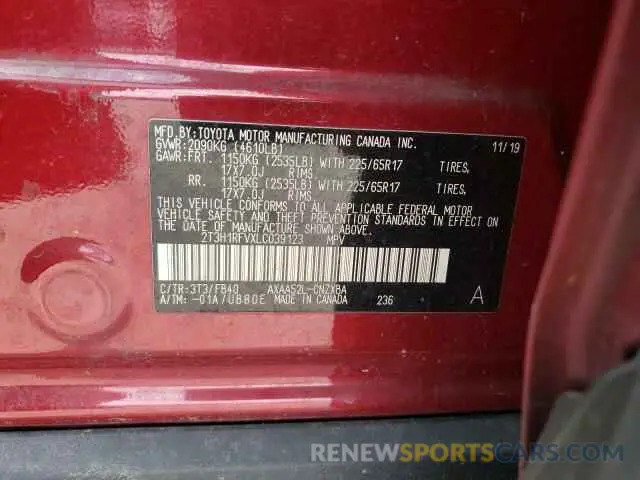 MFD.BY:TOYOTA MOTOR MANUFACTURING CANADA INC. 11/19
GVWR:2090KG (4610LB)
GAWR:FRT. 1150KG (2535LB) WITH 225/65R17 TIRES,
17X7.0J RIMS
RR. 1150KG (2535LB) WITH 225/65R17 TIRES,
17X7.0J RIMS
THIS VEHICLE CONFORMS TO ALL APPLICABLE FEDERAL MOTOR
VEHICLE SAFETY AND THEFT PREVENTION STANDARDS IN EFFECT ON
THE DATE OF MANUFACTURE SHOWN ABOVE.
2T3H1RFVXLC039123 MPV
C/TR:3T3/FB40 AXAA52L-CNZXBA
A/TM:-01A/UB80E MADE IN CANADA 236 A
RENEWSPORTSCARS.COM